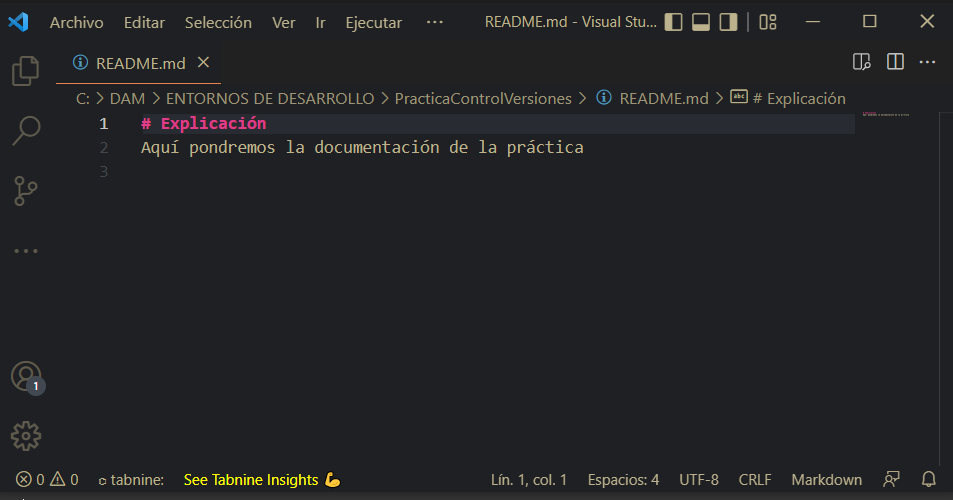 Archivo Editar Selección Ver Ir Ejecutar ··· README.md - Visual Stu...
README.md
C: > DAM > ENTORNOS DE DESARROLLO > PracticaControlVersiones > README.md > abc # Explicación
1 # Explicación
2 Aquí pondremos la documentación de la práctica
3
1
0 0 tabnine: See Tabnine Insights 💪 Lín. 1, col. 1 Espacios: 4 UTF-8 CRLF Markdown